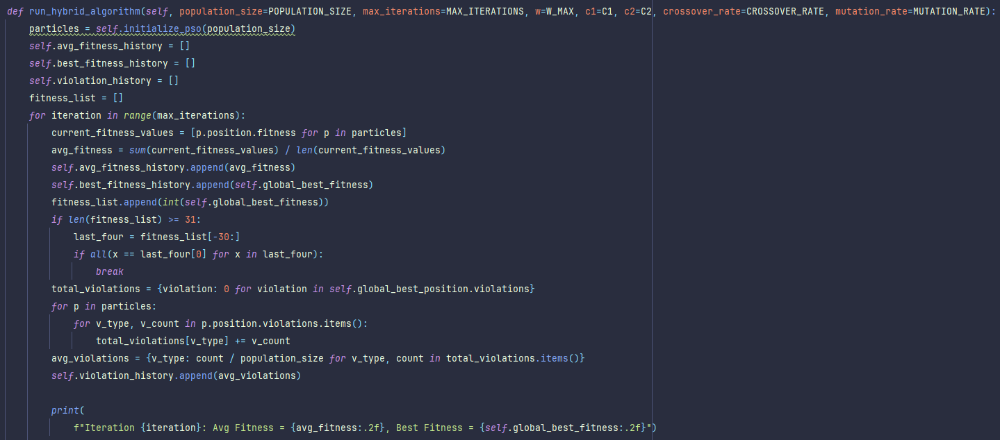 def run_hybrid_algorithm(self, population_size=POPULATION_SIZE, max_iterations=MAX_ITERATIONS, w=W_MAX, c1=C1, c2=C2, crossover_rate=CROSSOVER_RATE, mutation_rate=MUTATION_RATE):
    particles = self.initialize_pso(population_size)
    self.avg_fitness_history = []
    self.best_fitness_history = []
    self.violation_history = []
    fitness_list = []
    for iteration in range(max_iterations):
        current_fitness_values = [p.position.fitness for p in particles]
        avg_fitness = sum(current_fitness_values) / len(current_fitness_values)
        self.avg_fitness_history.append(avg_fitness)
        self.best_fitness_history.append(self.global_best_fitness)
        fitness_list.append(int(self.global_best_fitness))
        if len(fitness_list) >= 31:
            last_four = fitness_list[-30:]
            if all(x == last_four[0] for x in last_four):
                break
        total_violations = {violation: 0 for violation in self.global_best_position.violations}
        for p in particles:
            for v_type, v_count in p.position.violations.items():
                total_violations[v_type] += v_count
        avg_violations = {v_type: count / population_size for v_type, count in total_violations.items()}
        self.violation_history.append(avg_violations)

        print(
            f"Iteration {iteration}: Avg Fitness = {avg_fitness:.2f}, Best Fitness = {self.global_best_fitness:.2f}")